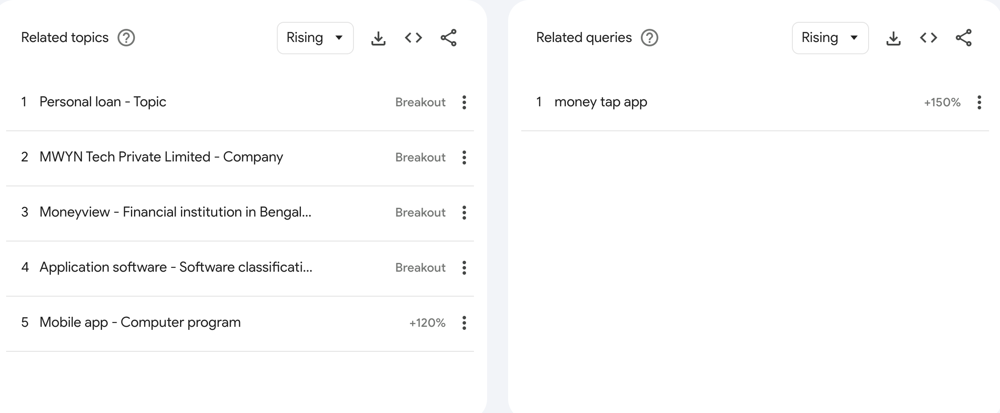 Related topics
Rising
1 Personal loan - Topic Breakout
2 MWYN Tech Private Limited - Company Breakout
3 Moneyview - Financial institution in Bengal... Breakout
4 Application software - Software classificati... Breakout
5 Mobile app - Computer program +120%
Related queries
Rising
1 money tap app +150%